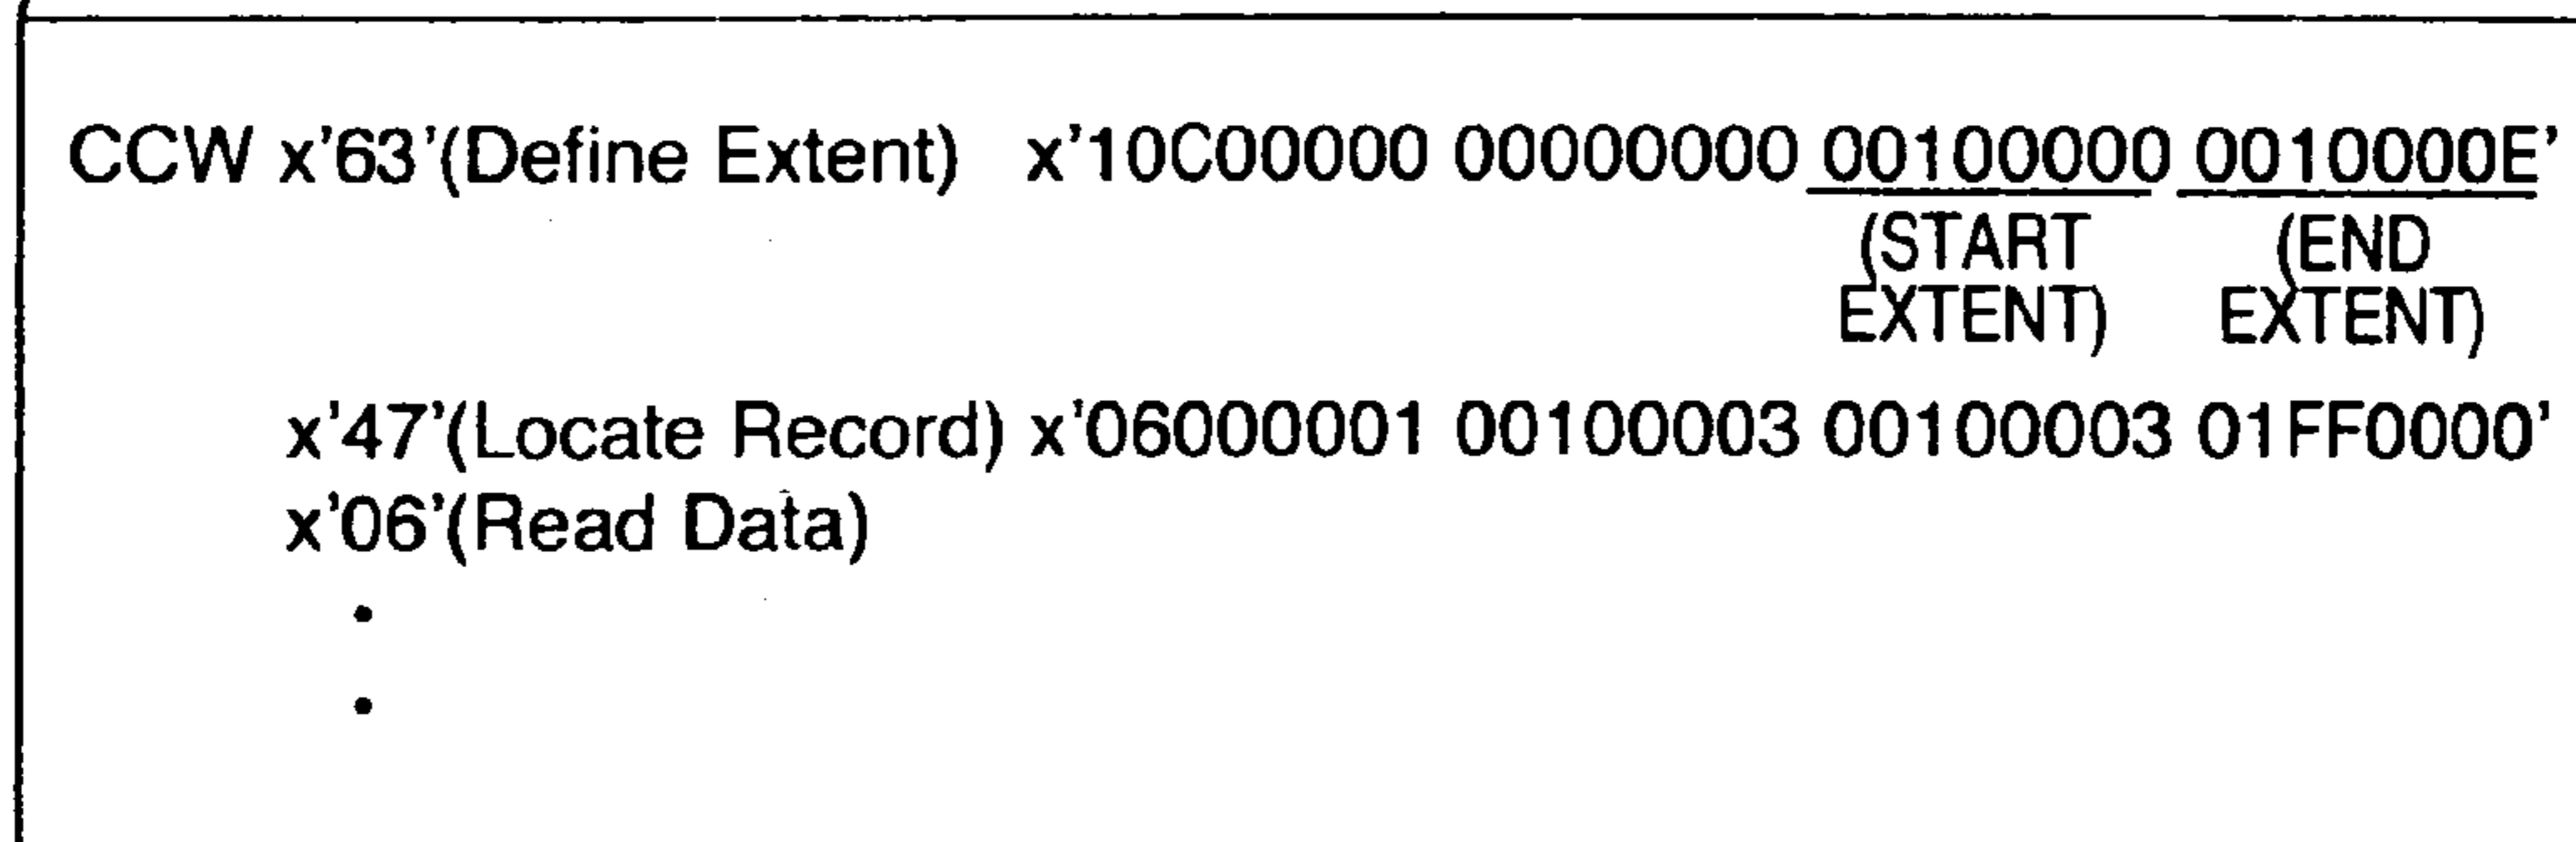 CCW x'63'(Define Extent) x'10C00000 00000000 00100000 0010000E'
(START EXTENT) (END EXTENT)
x'47'(Locate Record) x'06000001 00100003 00100003 01FF0000'
x'06'(Read Data)
•
•